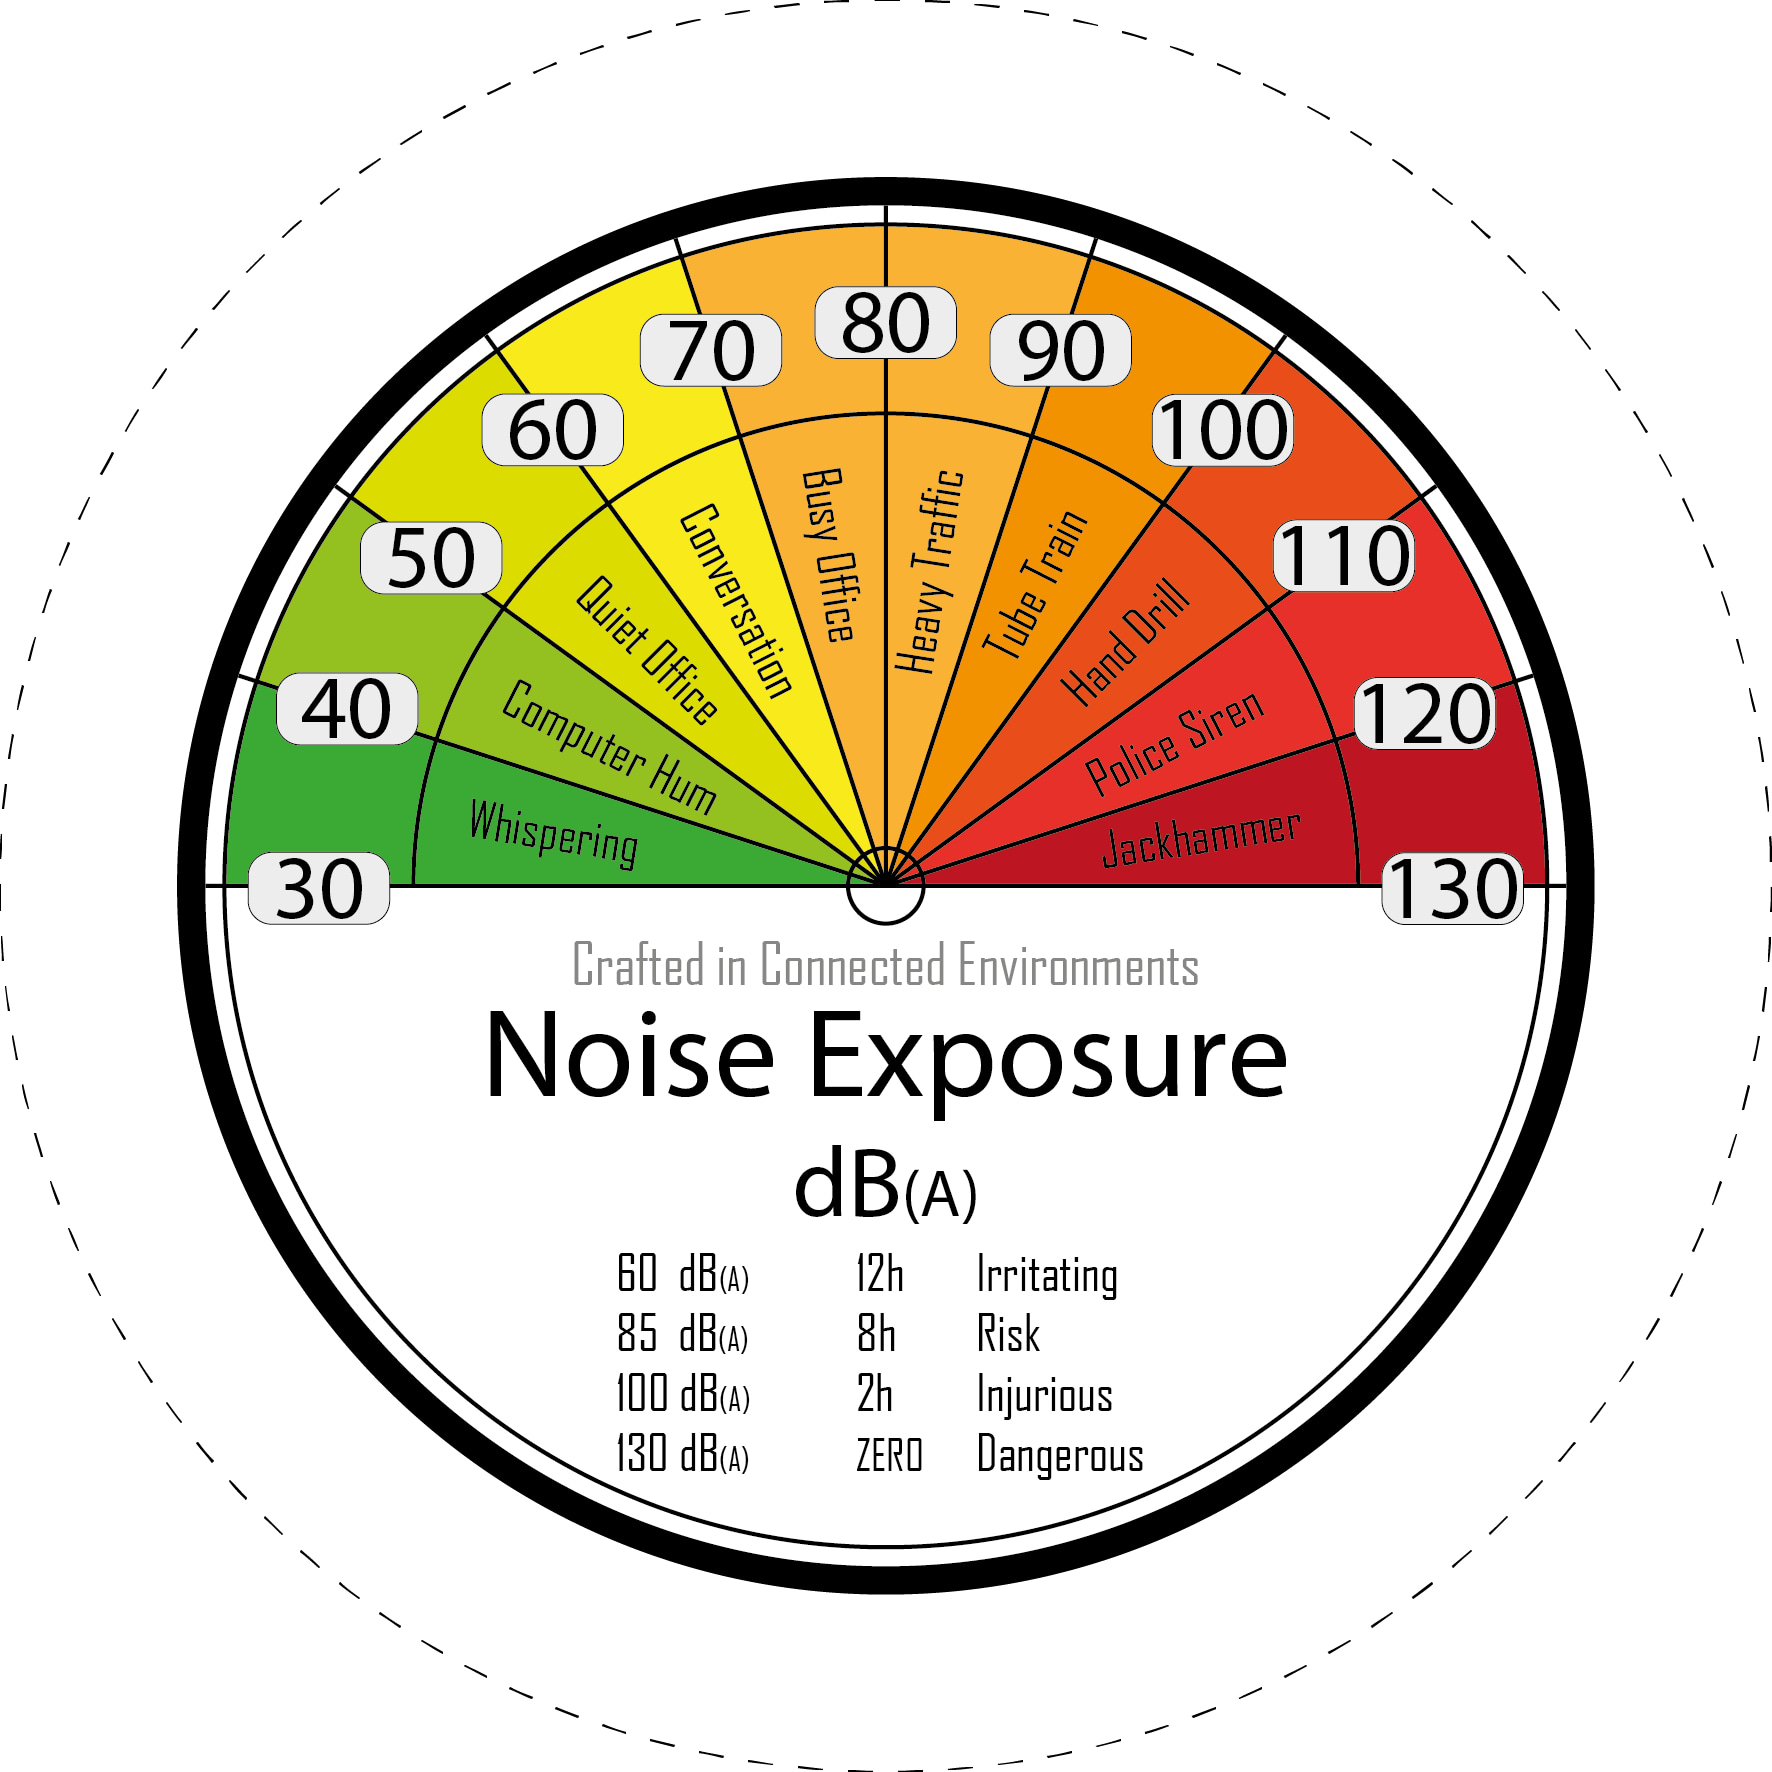 30
40
50
60
70
80
90
100
110
120
130
Whispering
Computer Hum
Quiet Office
Conversation
Busy Office
Heavy Traffic
Tube Train
Hand Drill
Police Siren
Jackhammer
Crafted in Connected Environments
Noise Exposure
dB(A)
60 dB(A) 12h Irritating
85 dB(A) 8h Risk
100 dB(A) 2h Injurious
130 dB(A) ZERO Dangerous